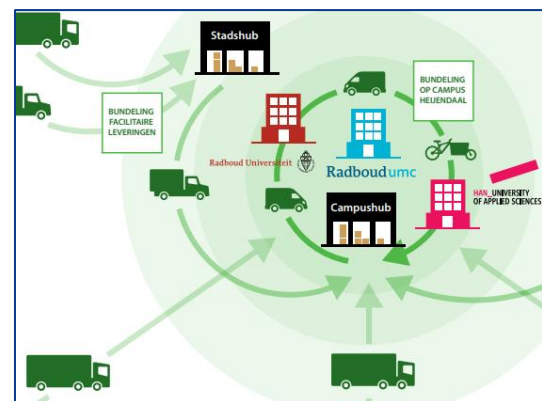 Stadshub
BUNDELING
FACILITAIRE
LEVERINGEN
BUNDELING
OP CAMPUS
HEIJENDAAL
Radboud Universiteit
Radboudumc
HAN_UNIVERSITY
OF APPLIED SCIENCES
Campushub